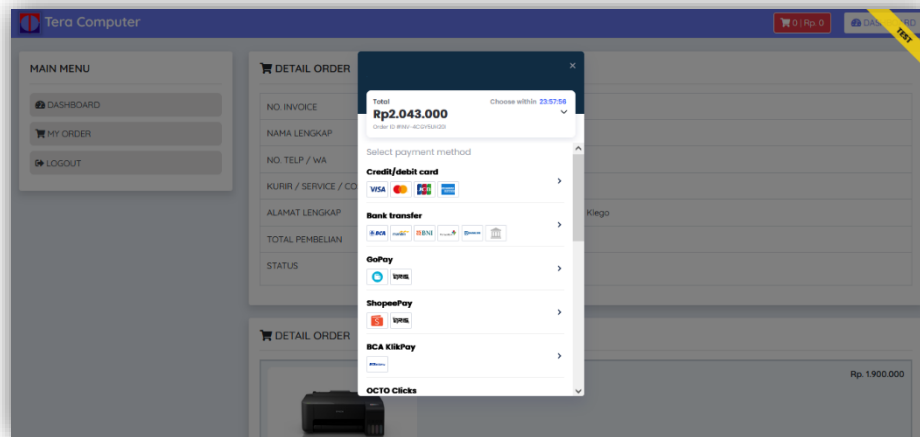 Tera Computer
0 | Rp. 0
TEST
MAIN MENU
DASHBOARD
MY ORDER
LOGOUT
DETAIL ORDER
NO. INVOICE
NAMA LENGKAP
NO. TELP / WA
KURIR / SERVICE / CO
ALAMAT LENGKAP
Klego
TOTAL PEMBELIAN
STATUS
×
Total
Choose within 23:57:56
Rp2.043.000
Order ID
Select payment method
Credit/debit card
VISA
Bank transfer
BCA
BNI
GoPay
ShopeePay
BCA KlikPay
OCTO Clicks
DETAIL ORDER
Rp. 1.900.000